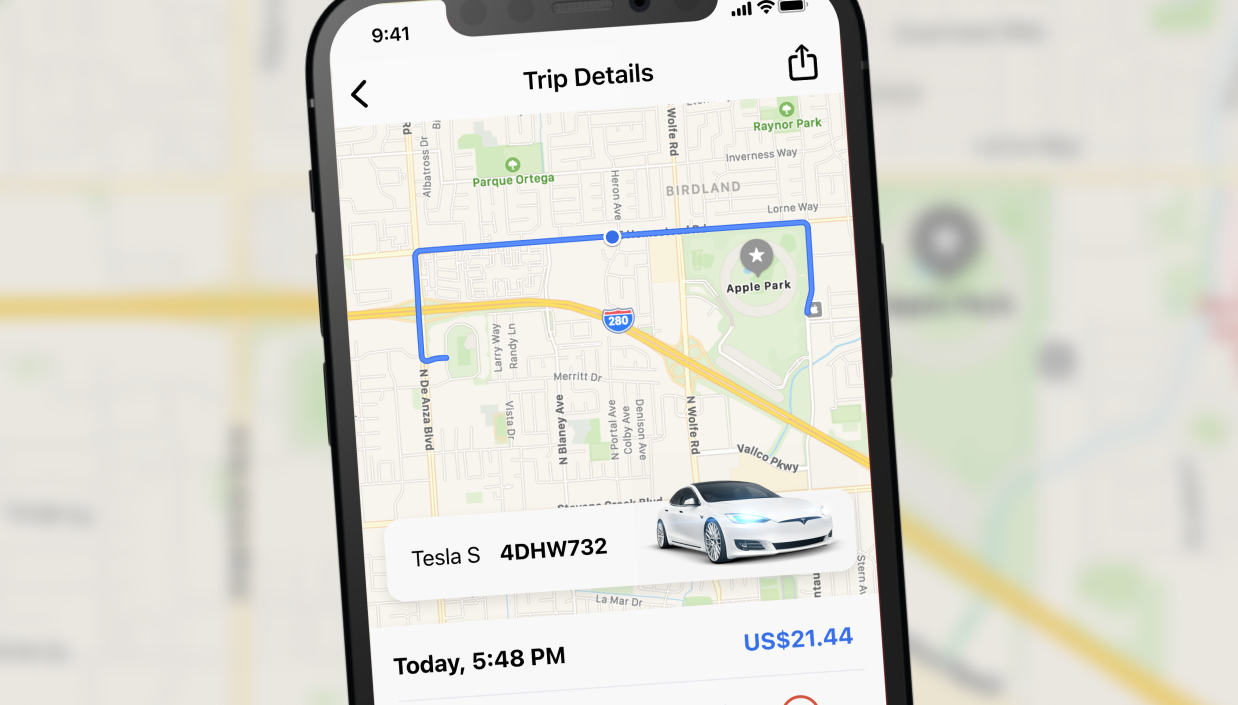 9:41
Trip Details
Raynor Park
Rd
Albatross Dr
Wolfe Rd
Inverness Way
Parque Ortega
Heron Ave
BIRDLAND
Lorne Way
Apple Park
280
Larry Way
Randy Ln
Merritt Dr
N De Anza Blvd
Vista Dr
N Blaney Ave
N Portal Ave
Colby Ave
Denison Ave
N Wolfe Rd
Vallco Pkwy
Stevens Creek Blvd
Tesla S 4DHW732
La Mar Dr
Today, 5:48 PM
US$21.44